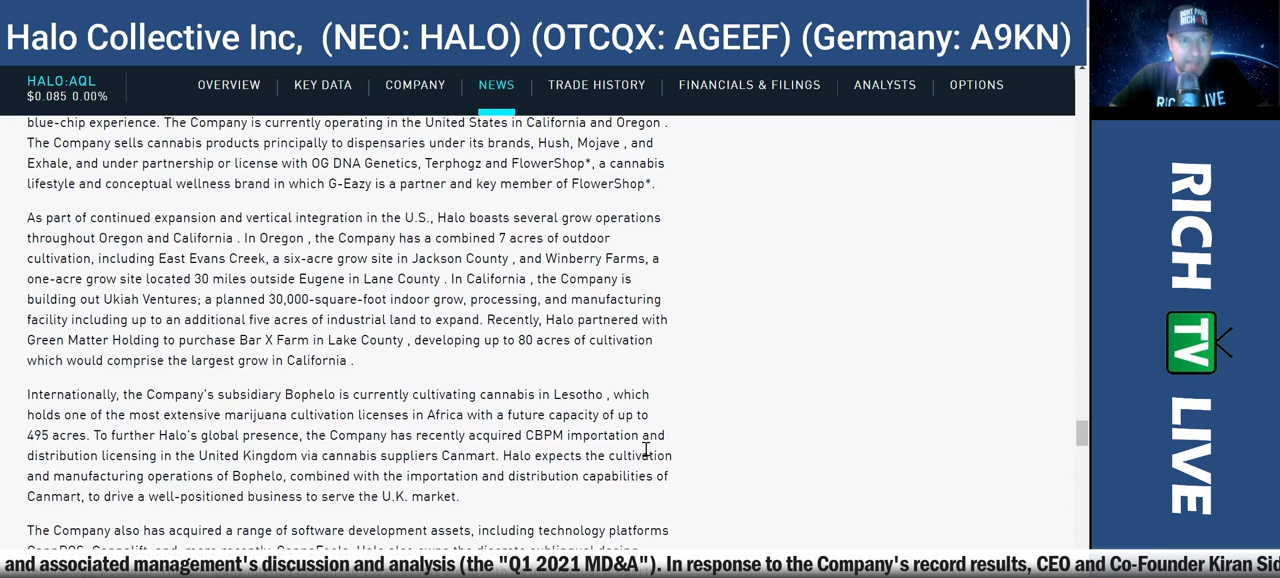 Halo Collective Inc, (NEO: HALO) (OTCQX: AGEEF) (Germany: A9KN)
HALO:AQL
$0.085 0.00%
OVERVIEW | KEY DATA | COMPANY | NEWS | TRADE HISTORY | FINANCIALS & FILINGS | ANALYSTS | OPTIONS
blue-chip experience. The Company is currently operating in the United States in California and Oregon .
The Company sells cannabis products principally to dispensaries under its brands, Hush, Mojave , and
Exhale, and under partnership or license with OG DNA Genetics, Terphogz and FlowerShop*, a cannabis
lifestyle and conceptual wellness brand in which G-Eazy is a partner and key member of FlowerShop*.
As part of continued expansion and vertical integration in the U.S., Halo boasts several grow operations
throughout Oregon and California . In Oregon , the Company has a combined 7 acres of outdoor
cultivation, including East Evans Creek, a six-acre grow site in Jackson County , and Winberry Farms, a
one-acre grow site located 30 miles outside Eugene in Lane County . In California , the Company is
building out Ukiah Ventures; a planned 30,000-square-foot indoor grow, processing, and manufacturing
facility including up to an additional five acres of industrial land to expand. Recently, Halo partnered with
Green Matter Holding to purchase Bar X Farm in Lake County , developing up to 80 acres of cultivation
which would comprise the largest grow in California .
Internationally, the Company's subsidiary Bophelo is currently cultivating cannabis in Lesotho , which
holds one of the most extensive marijuana cultivation licenses in Africa with a future capacity of up to
495 acres. To further Halo's global presence, the Company has recently acquired CBPM importation and
distribution licensing in the United Kingdom via cannabis suppliers Canmart. Halo expects the cultivation
and manufacturing operations of Bophelo, combined with the importation and distribution capabilities of
Canmart, to drive a well-positioned business to serve the U.K. market.
The Company also has acquired a range of software development assets, including technology platforms
and associated management's discussion and analysis (the "Q1 2021 MD&A"). In response to the Company's record results, CEO and Co-Founder Kiran Sid
RICH
TV
LIVE